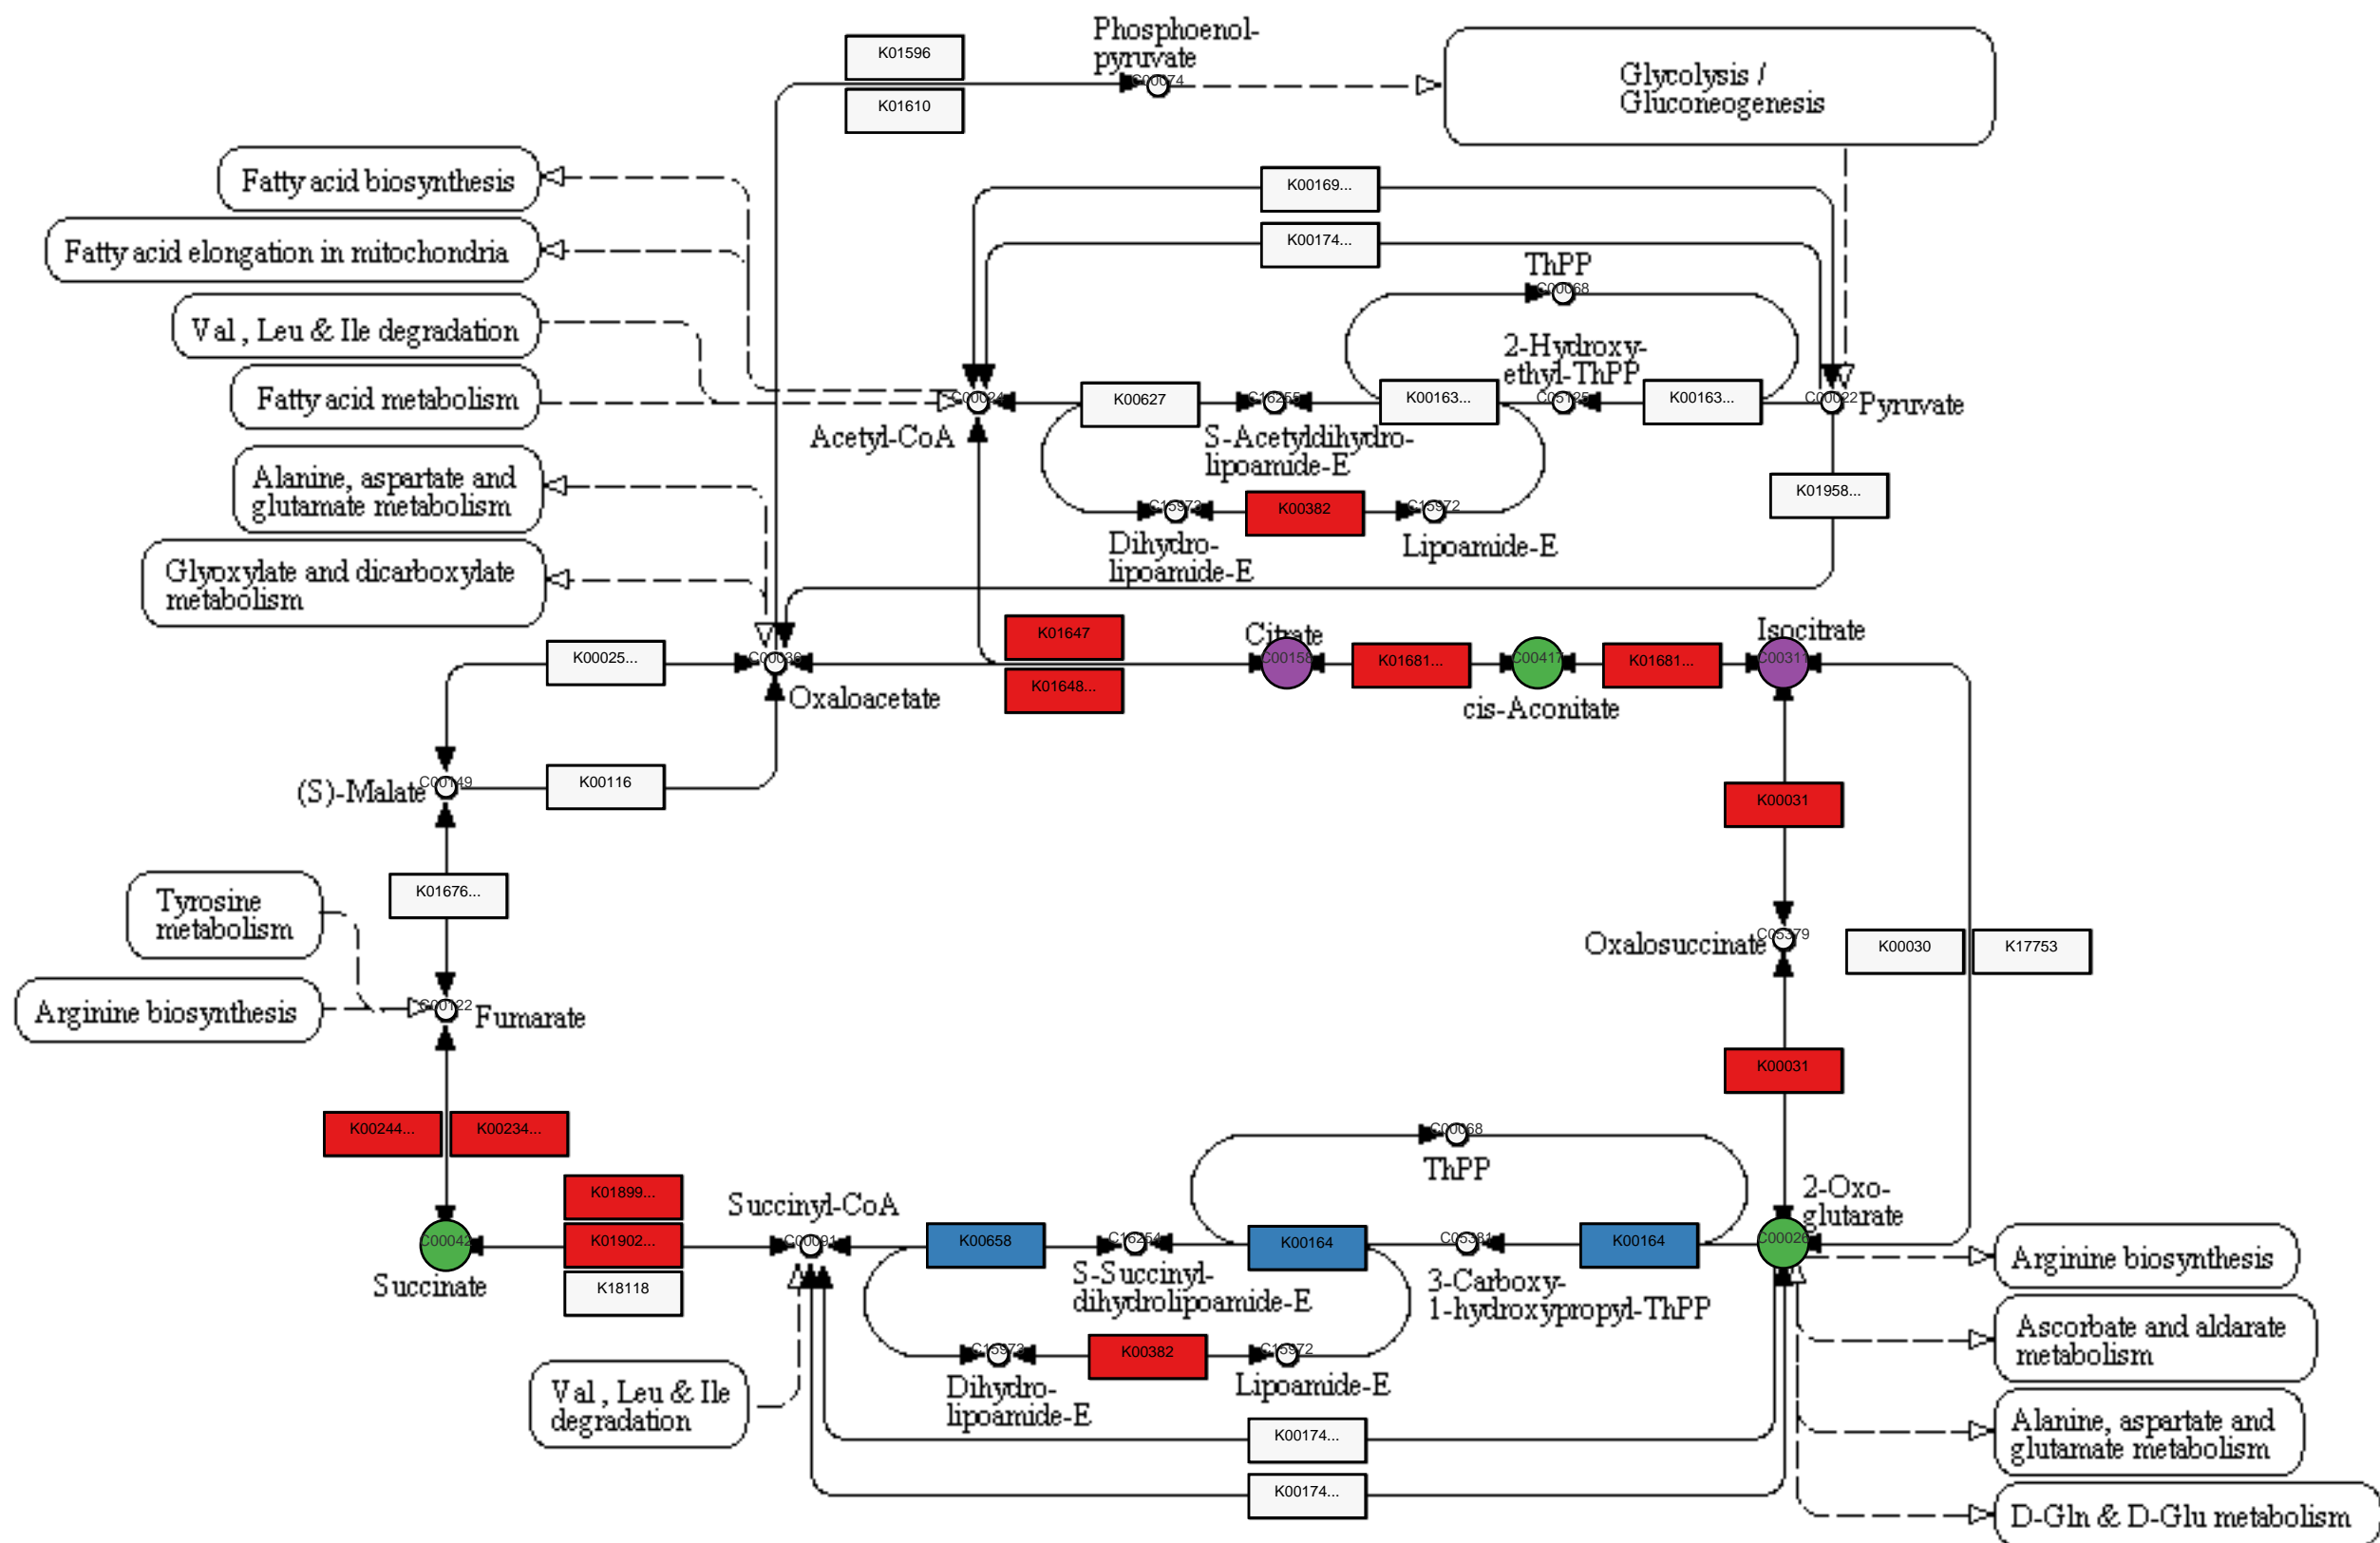 Phosphoenol-
pyruvate
K01596
C00074
K01610
Glycolysis /
Gluconeogenesis
Fatty acid biosynthesis
K00169...
Fatty acid elongation in mitochondria
K00174...
ThPP
C00068
Val , Leu & Ile degradation
2-Hydroxy-
ethyl-ThPP
Fatty acid metabolism
C00024
K00627
C16255
K00163...
C05125
K00163...
C00022
Pyruvate
Acetyl-CoA
S-Acetyldihydro-
lipoamide-E
Alanine, aspartate and
glutamate metabolism
K01958...
C15973
K00382
C15972
Dihydro-
lipoamide-E
Lipoamide-E
Glyoxylate and dicarboxylate
metabolism
K01647
Citrate
Isocitrate
K00025...
C00036
C00158
K01681...
C00417
K01681...
C00311
K01648...
Oxaloacetate
cis-Aconitate
(S)-Malate
C00149
K00116
K00031
K01676...
Tyrosine
metabolism
Oxalosuccinate
C05379
K00030
K17753
Arginine biosynthesis
C00122
Fumarate
K00031
K00244...
K00234...
C00068
ThPP
K01899...
Succinyl-CoA
2-Oxo-
glutarate
C00042
K01902...
C00091
K00658
C16254
K00164
C05381
K00164
C00026
Arginine biosynthesis
Succinate
K18118
S-Succinyl-
dihydrolipoamide-E
3-Carboxy-
1-hydroxypropyl-ThPP
Ascorbate and aldarate
metabolism
C15973
K00382
C15972
Val , Leu & Ile
degradation
Dihydro-
lipoamide-E
Lipoamide-E
K00174...
Alanine, aspartate and
glutamate metabolism
K00174...
D-Gln & D-Glu metabolism